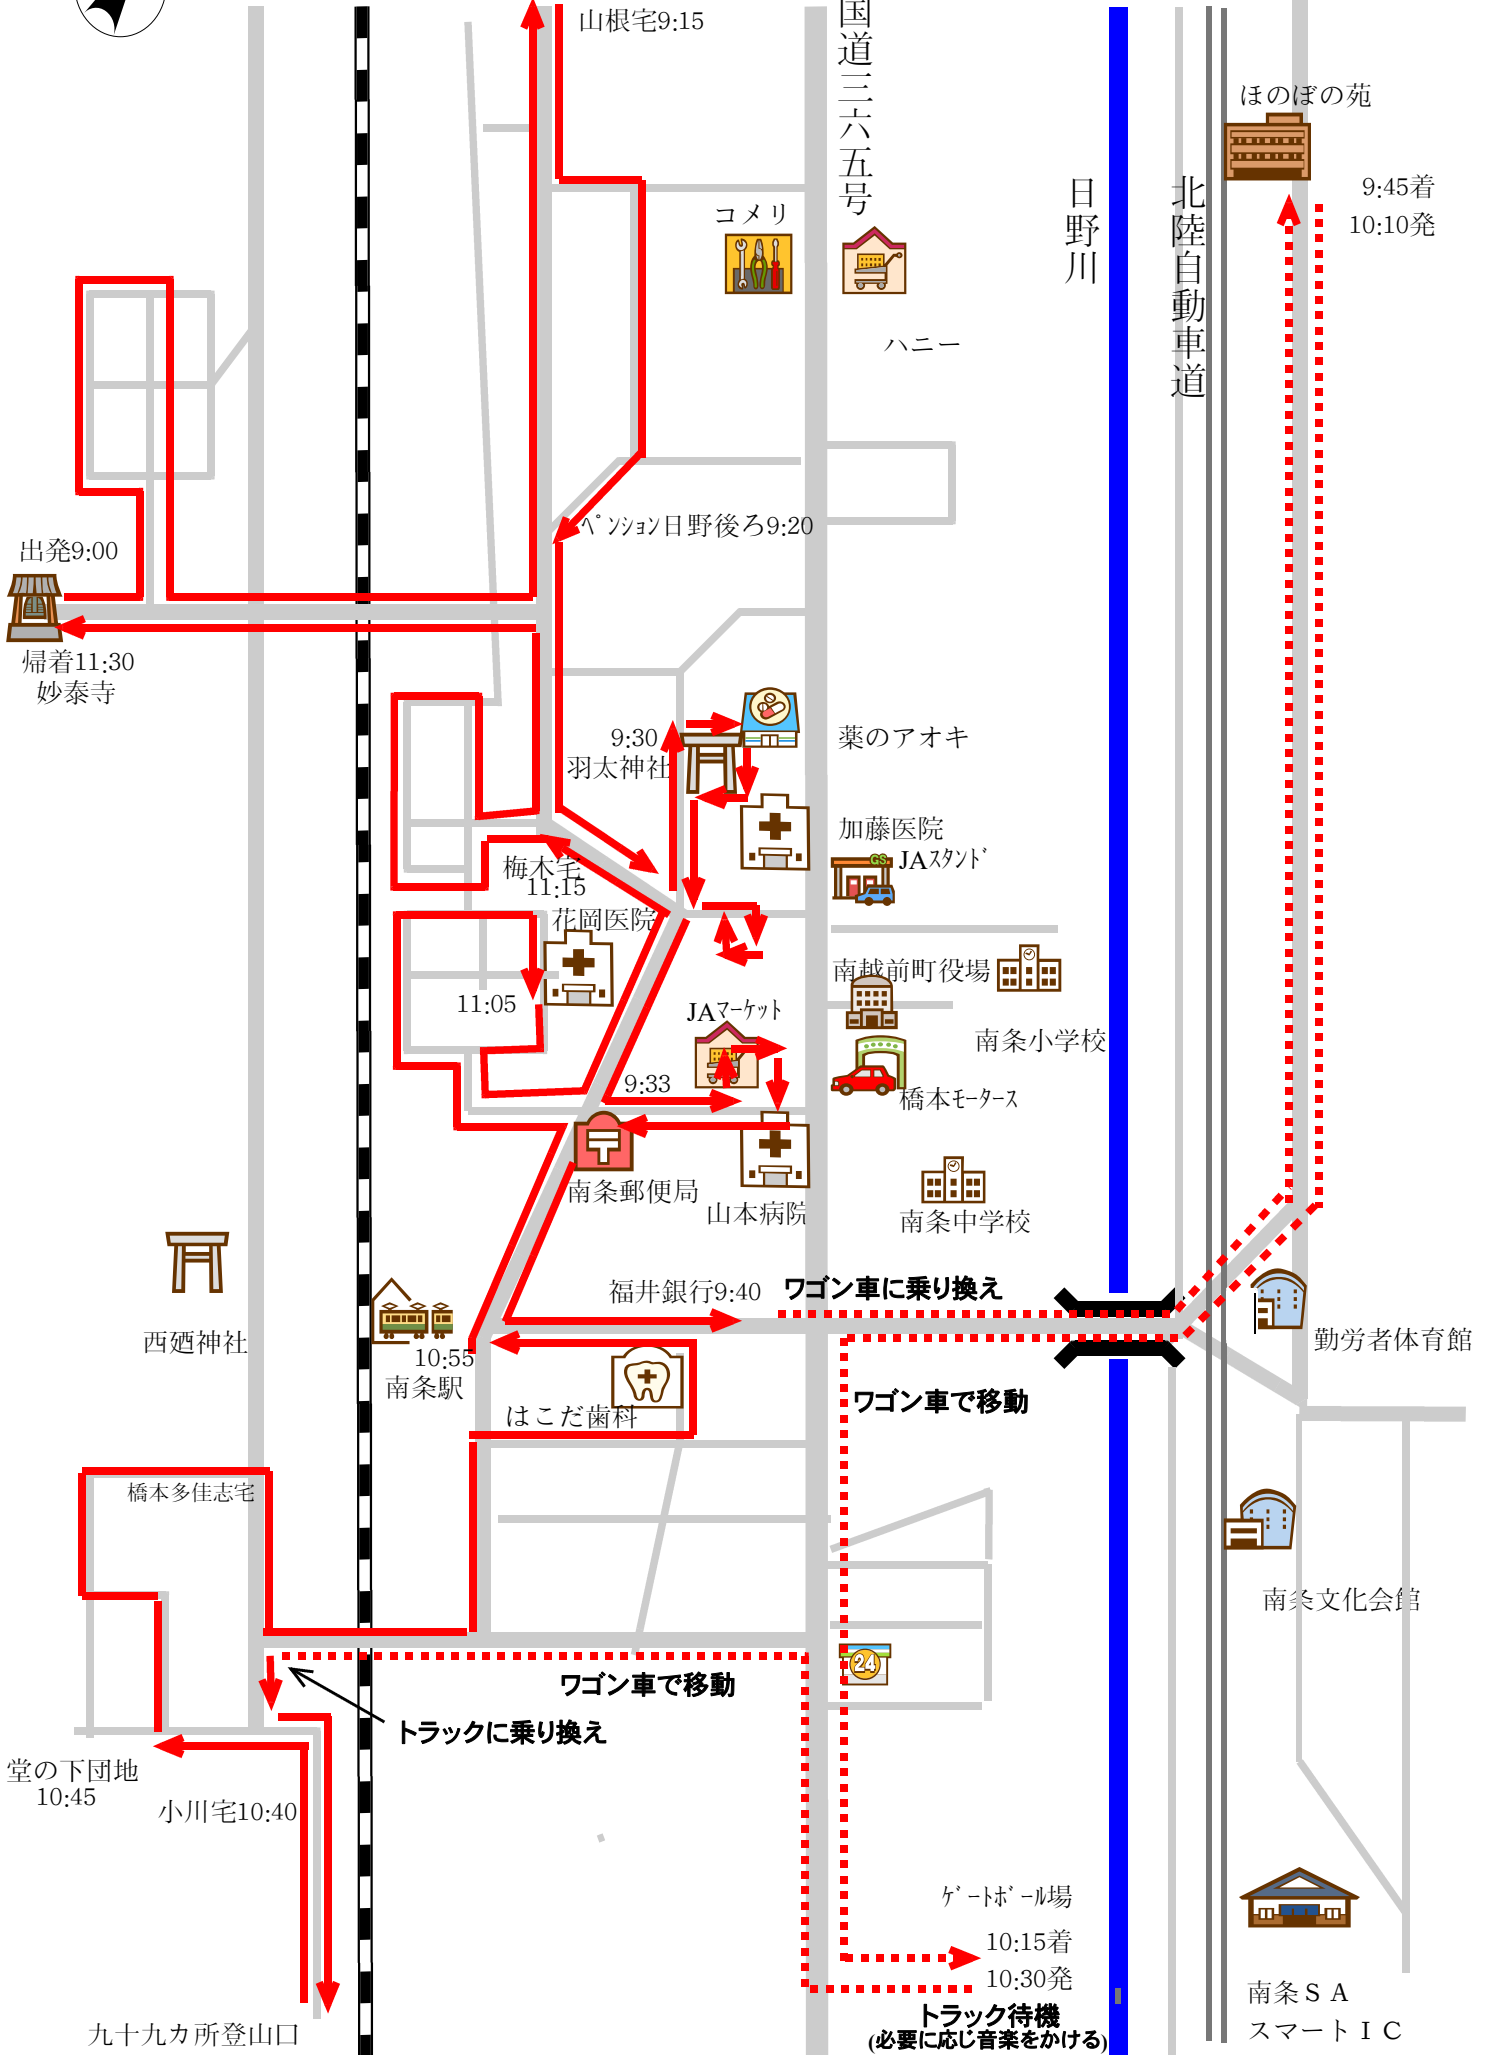 山根宅9:15
国道三六五号
ほのぼの苑
9:45着
10:10発
日野川
北陸自動車道
コメリ
ハニー
ﾍﾟﾝｼｮﾝ日野後ろ9:20
出発9:00
帰着11:30
妙泰寺
9:30
羽太神社
薬のアオキ
加藤医院
GS
JAｽﾀﾝﾄﾞ
梅木宅
11:15
花岡医院
11:05
南越前町役場
JAﾏｰｹｯﾄ
南条小学校
9:33
橋本ﾓｰﾀｰｽ
南条郵便局
山本病院
南条中学校
福井銀行9:40
ワゴン車に乗り換え
西廼神社
勤労者体育館
10:55
南条駅
はこだ歯科
ワゴン車で移動
橋本多佳志宅
南条文化会館
24
ワゴン車で移動
トラックに乗り換え
堂の下団地
10:45
小川宅10:40
ｹﾞｰﾄﾎﾞｰﾙ場
10:15着
10:30発
トラック待機
(必要に応じ音楽をかける)
南条ＳＡ
スマートＩＣ
九十九カ所登山口